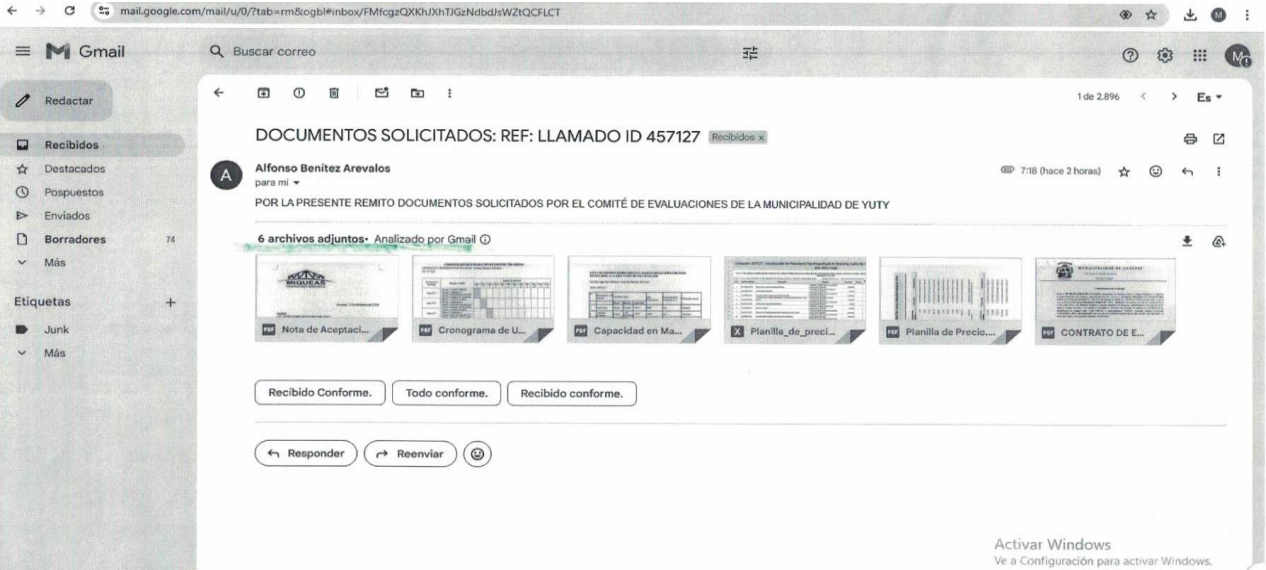 mail.google.com/mail/u/0/?tab=rm&ogbl#inbox/FMfcgzQXKhJXhTJGzNdbdJsWZtQCFLCT
M
Gmail
Buscar correo
Redactar
1 de 2.896
Es
DOCUMENTOS SOLICITADOS: REF: LLAMADO ID 457127
Recibidos x
Recibidos
Destacados
Pospuestos
Enviados
Borradores 74
Más
Etiquetas +
Junk
Más
A
Alfonso Benítez Arevalos
para mí
7:18 (hace 2 horas)
POR LA PRESENTE REMITO DOCUMENTOS SOLICITADOS POR EL COMITÉ DE EVALUACIONES DE LA MUNICIPALIDAD DE YUTY
6 archivos adjuntos• Analizado por Gmail
MIQUEAS
PDF Nota de Aceptaci...
PDF Cronograma de U...
PDF Capacidad en Ma...
X Planilla_de_preci...
PDF Planilla de Precio....
PDF CONTRATO DE E...
Recibido Conforme.
Todo conforme.
Recibido conforme.
Responder
Reenviar
Activar Windows
Ve a Configuración para activar Windows.